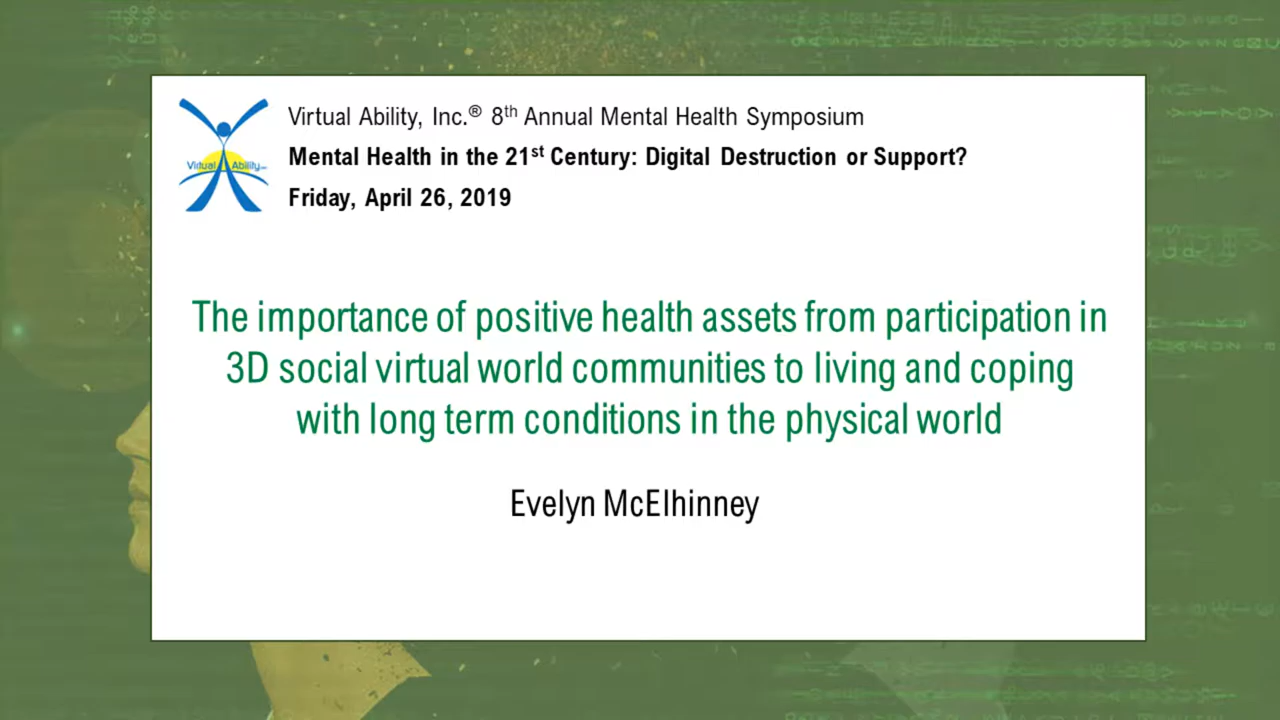 Virtual Ability, Inc.® 8th Annual Mental Health Symposium
Mental Health in the 21st Century: Digital Destruction or Support?
Friday, April 26, 2019
Virtual Ability
The importance of positive health assets from participation in
3D social virtual world communities to living and coping
with long term conditions in the physical world
Evelyn McElhinney